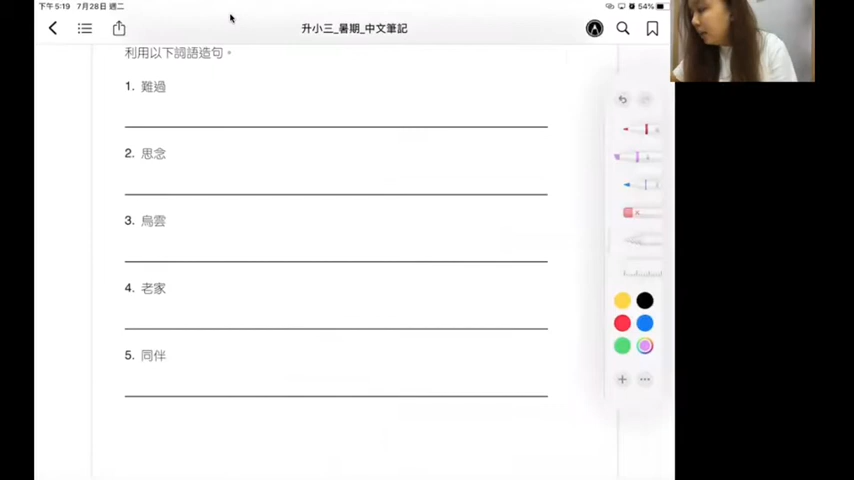 下午5:19 7月28日 週二
54%
升小三_暑期_中文筆記
利用以下詞語造句。
1. 難過
2. 思念
3. 烏雲
4. 老家
5. 同伴